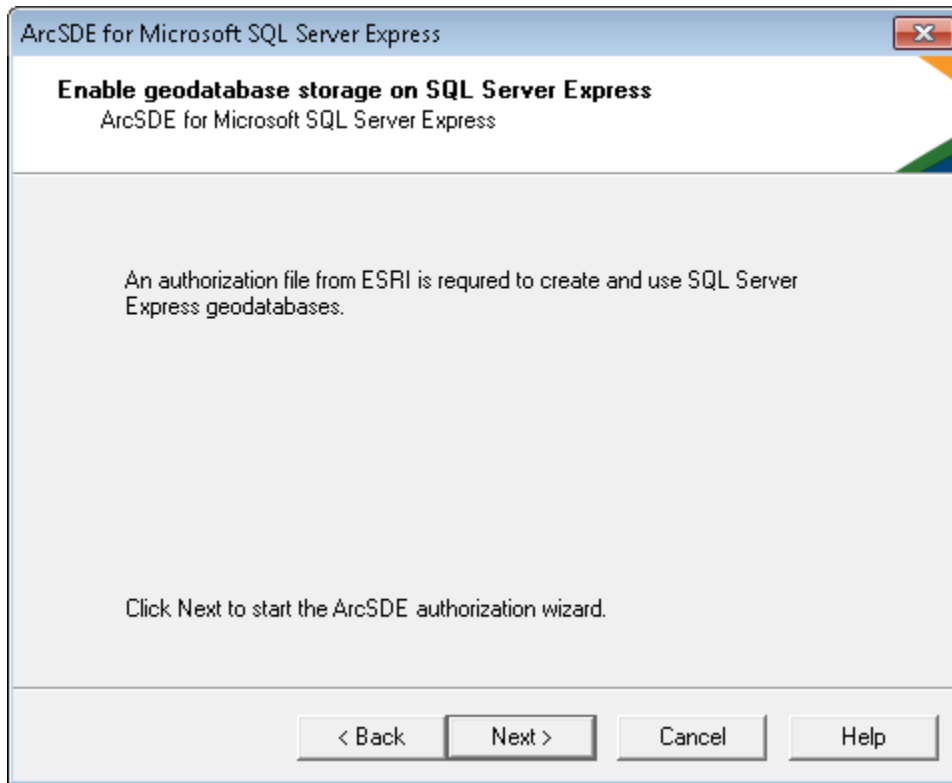 ArcSDE for Microsoft SQL Server Express
Enable geodatabase storage on SQL Server Express
ArcSDE for Microsoft SQL Server Express
An authorization file from ESRI is requred to create and use SQL Server
Express geodatabases.
Click Next to start the ArcSDE authorization wizard.
< Back
Next >
Cancel
Help